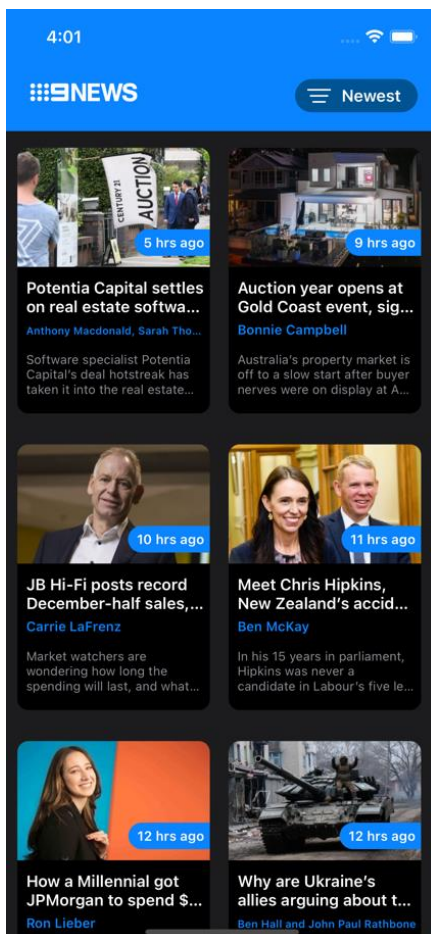 4:01
9NEWS
Newest
CENTURY 21
AUCTION
5 hrs ago
Potentia Capital settles
on real estate softwa...
Anthony Macdonald, Sarah Tho...
Software specialist Potentia
Capital's deal hotstreak has
taken it into the real estate...
9 hrs ago
Auction year opens at
Gold Coast event, sig...
Bonnie Campbell
Australia's property market is
off to a slow start after buyer
nerves were on display at A...
10 hrs ago
JB Hi-Fi posts record
December-half sales,...
Carrie LaFrenz
Market watchers are
wondering how long the
spending will last, and what...
11 hrs ago
Meet Chris Hipkins,
New Zealand's accid...
Ben McKay
In his 15 years in parliament,
Hipkins was never a
candidate in Labour's five le...
12 hrs ago
How a Millennial got
JPMorgan to spend $...
Ron Lieber
12 hrs ago
Why are Ukraine's
allies arguing about t...
Ben Hall and John Paul Rathbone